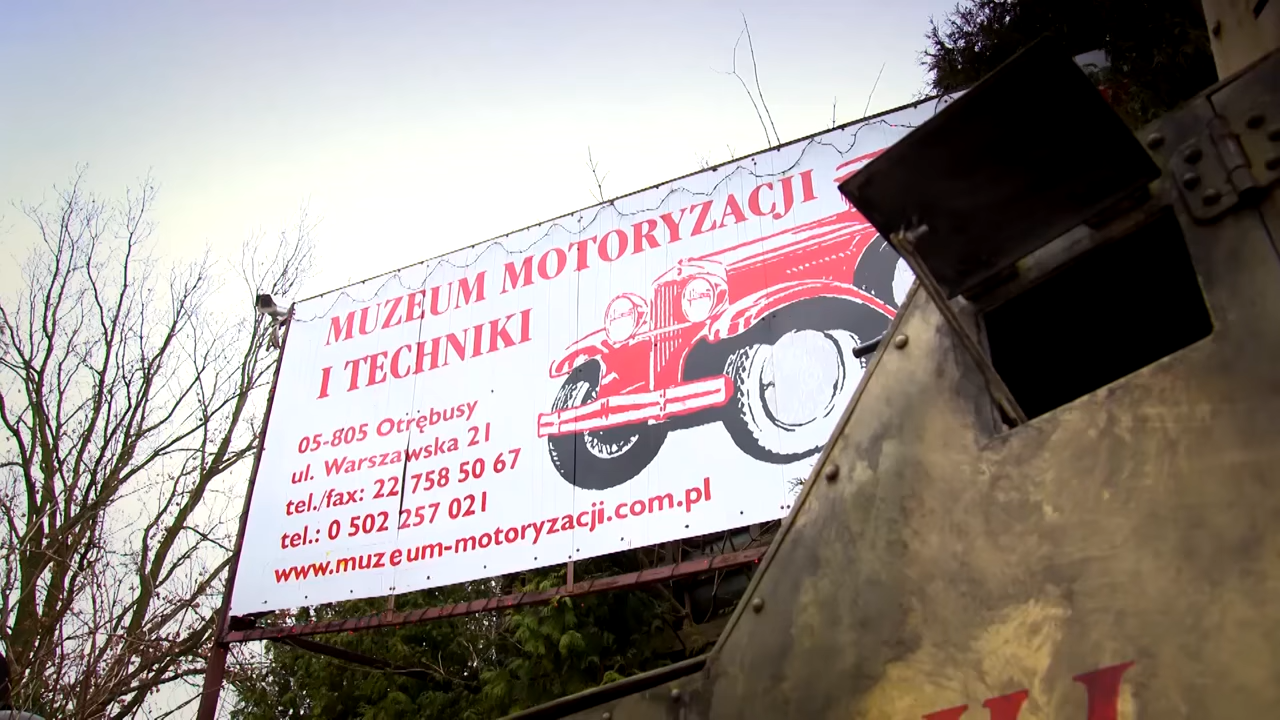 MUZEUM MOTORYZACJI
I TECHNIKI
05-805 Otrębusy
ul. Warszawska 21
tel./fax: 22 758 50 67
tel.: 0 502 257 021
www.muzeum-motoryzacji.com.pl